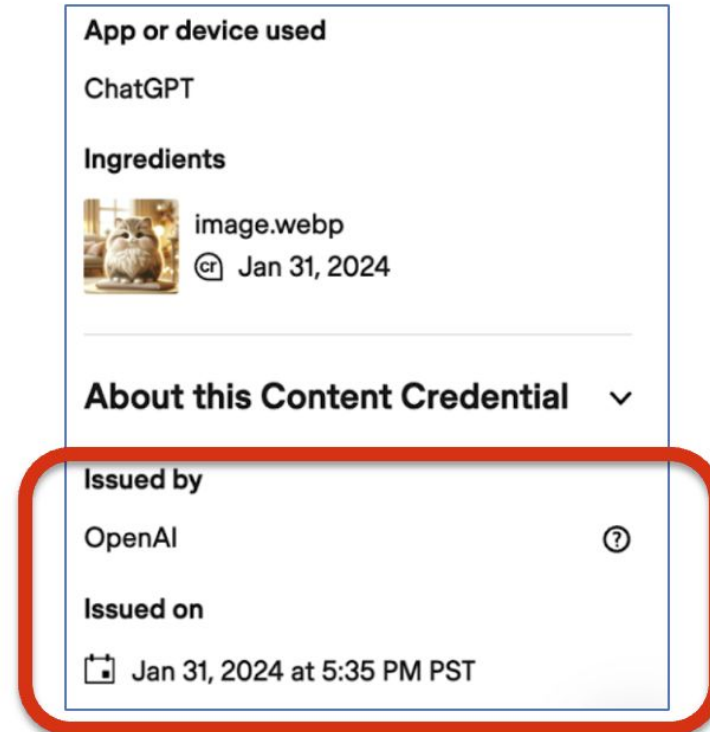 App or device used
ChatGPT
Ingredients
image.webp
cr Jan 31, 2024
About this Content Credential
Issued by
OpenAI
?
Issued on
Jan 31, 2024 at 5:35 PM PST